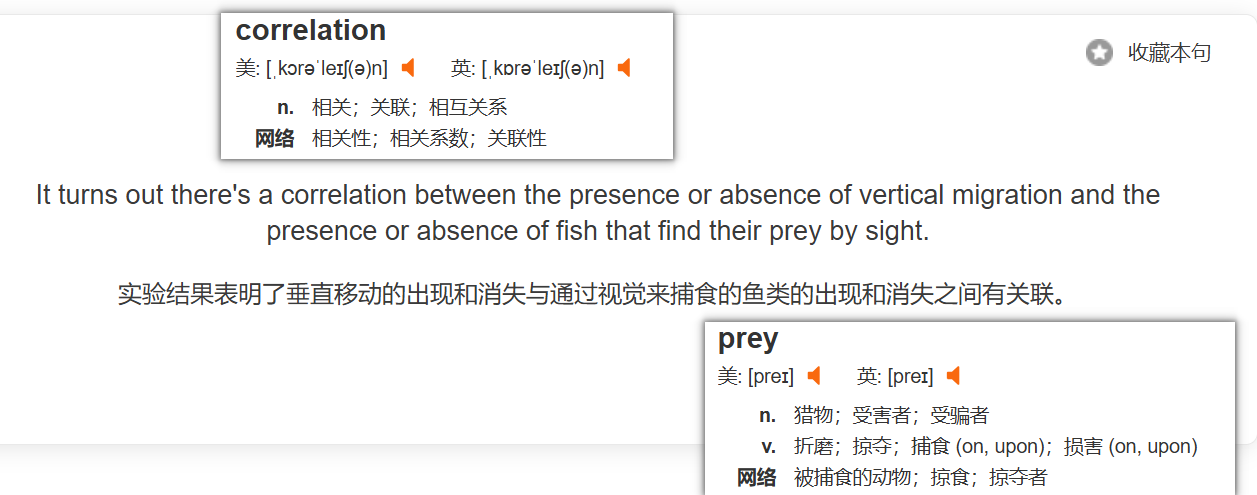 correlation
美: [ˌkɔrəˈleɪʃ(ə)n] 英: [ˌkɒrəˈleɪʃ(ə)n]
n. 相关；关联；相互关系
网络 相关性；相关系数；关联性
收藏本句
It turns out there's a correlation between the presence or absence of vertical migration and the
presence or absence of fish that find their prey by sight.
实验结果表明了垂直移动的出现和消失与通过视觉来捕食的鱼类的出现和消失之间有关联。
prey
美: [preɪ] 英: [preɪ]
n. 猎物；受害者；受骗者
v. 折磨；掠夺；捕食 (on, upon)；损害 (on, upon)
网络 被捕食的动物；掠食；掠夺者